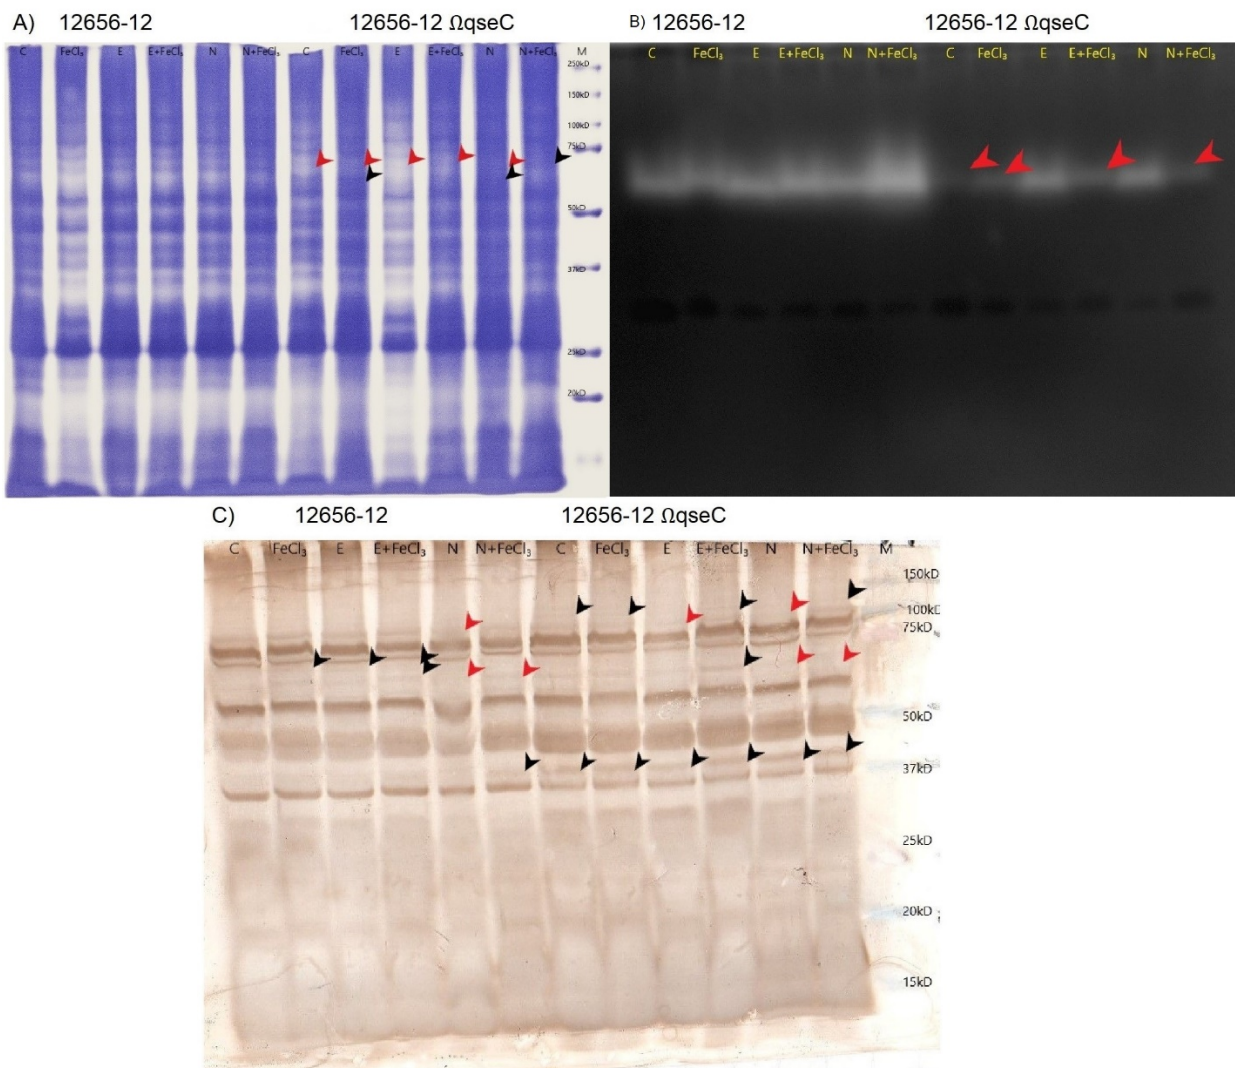 A) 12656-12 12656-12 ΩqseC
C FeCl₃ E E+FeCl₃ N N+FeCl₃ C FeCl₃ E E+FeCl₃ N N+FeCl₃ M
250kD
150kD
100kD
75kD
50kD
37kD
20kD
B) 12656-12 12656-12 ΩqseC
C FeCl₃ E E+FeCl₃ N N+FeCl₃ C FeCl₃ E E+FeCl₃ N N+FeCl₃
C) 12656-12 12656-12 ΩqseC
C FeCl₃ E E+FeCl₃ N N+FeCl₃ C FeCl₃ E E+FeCl₃ N N+FeCl₃ M
150kD
100kD
75kD
50kD
37kD
25kD
20kD
15kD